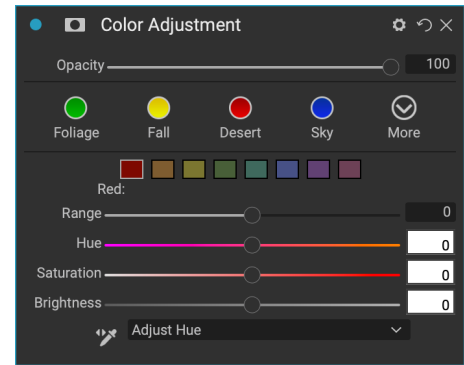 Color Adjustment
Opacity 100
Foliage Fall Desert Sky More
Red:
Range 0
Hue 0
Saturation 0
Brightness 0
Adjust Hue